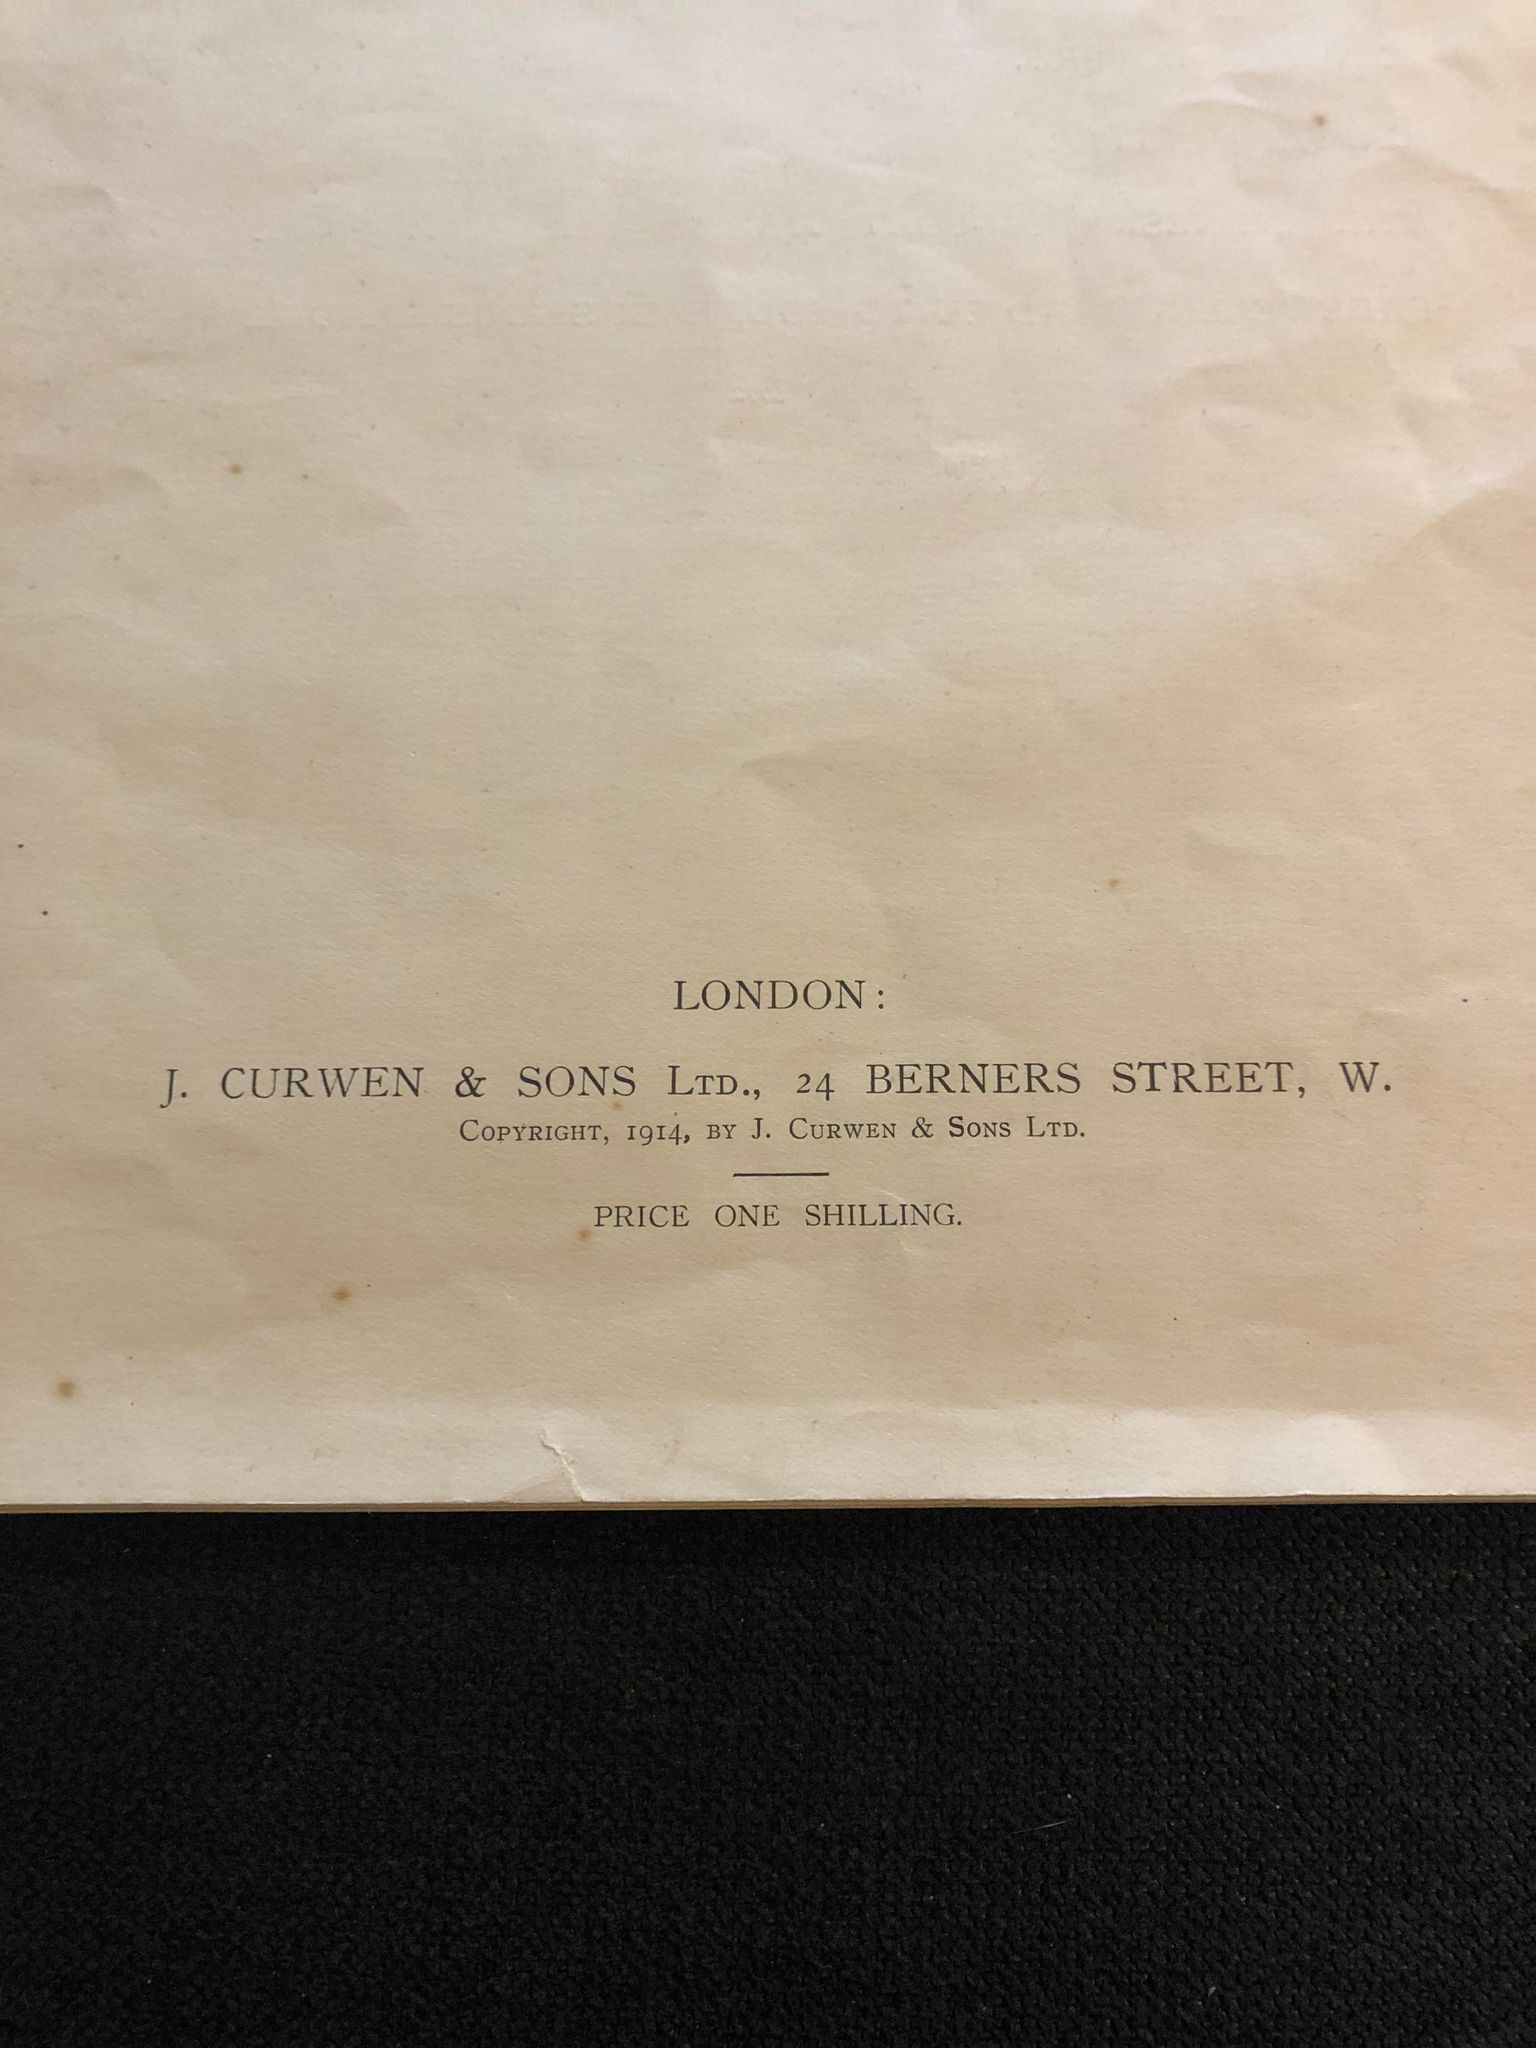 LONDON:
J. CURWEN & SONS LTD., 24 BERNERS STREET, W.
COPYRIGHT, 1914, BY J. CURWEN & SONS LTD.
PRICE ONE SHILLING.